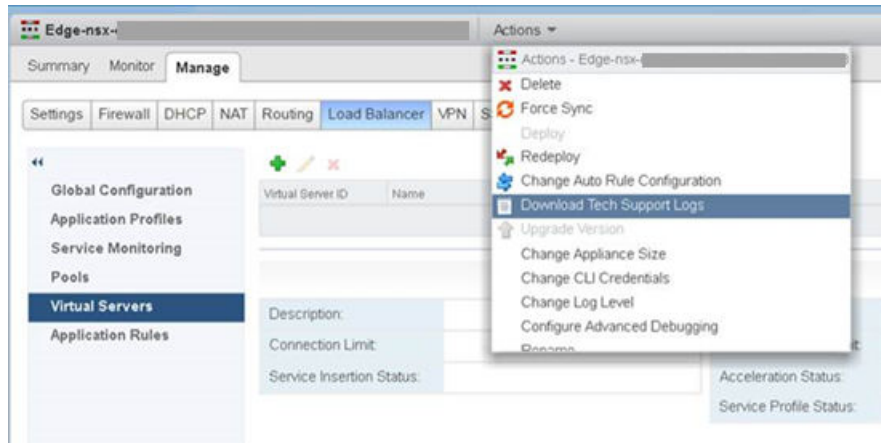 Edge-nsx-
Actions
Summary Monitor Manage
Actions - Edge-nsx-
Delete
Settings Firewall DHCP NAT Routing Load Balancer VPN
Force Sync
Deploy
Redeploy
Change Auto Rule Configuration
Global Configuration
Virtual Server ID Name
Download Tech Support Logs
Application Profiles
Upgrade Version
Service Monitoring
Change Appliance Size
Pools
Change CLI Credentials
Virtual Servers
Description:
Change Log Level
Configure Advanced Debugging
Application Rules
Connection Limit:
Rename
Service Insertion Status:
Acceleration Status:
Service Profile Status: